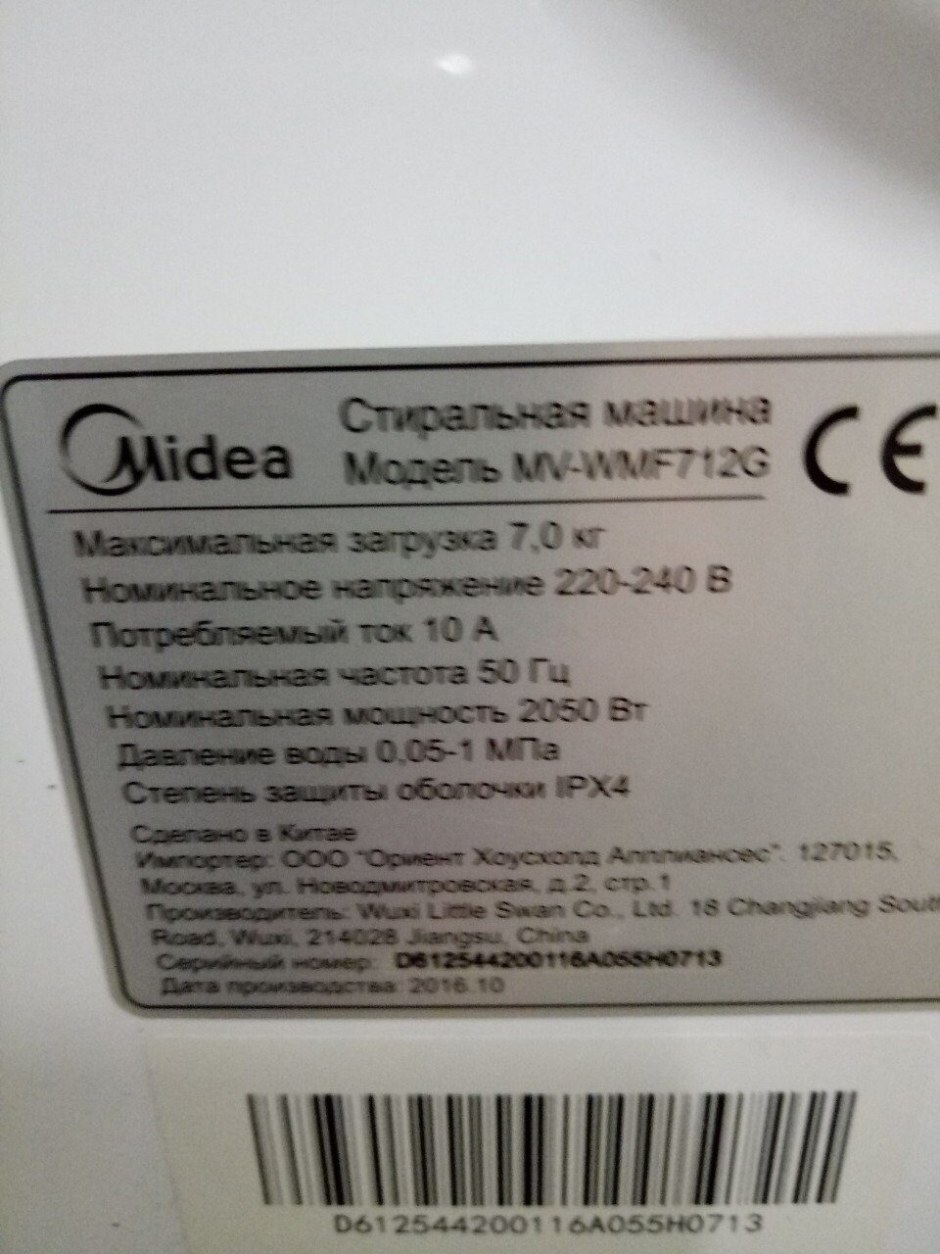 Midea
Стиральная машина
Модель MV-WMF712G
CE
Максимальная загрузка 7,0 кг
Номинальное напряжение 220-240 В
Потребляемый ток 10 А
Номинальная частота 50 Гц
Номинальная мощность 2050 Вт
Давление воды 0,05-1 МПа
Степень защиты оболочки IPX4
Сделано в Китае
Импортер: ООО "Ориент Хоусхолд Апплиансес". 127015,
Москва, ул. Новодмитровская, д.2, стр.1
Производитель: Wuxi Little Swan Co., Ltd. 18 Changjiang South
Road, Wuxi, 214028 Jiangsu, China
Серийный номер: D612544200116A055H0713
Дата производства: 2016.10
D612544200116A055H0713